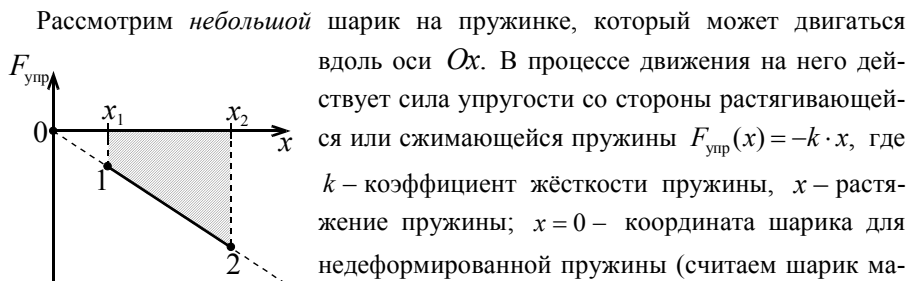 Рассмотрим небольшой шарик на пружинке, который может двигаться
вдоль оси Ox. В процессе движения на него дей-
ствует сила упругости со стороны растягивающей-
ся или сжимающейся пружины F_упр(x) = −k · x, где
k – коэффициент жёсткости пружины, x – растя-
жение пружины; x = 0 – координата шарика для
недеформированной пружины (считаем шарик ма-
F_упр
x₁ x₂
0 x
1
2